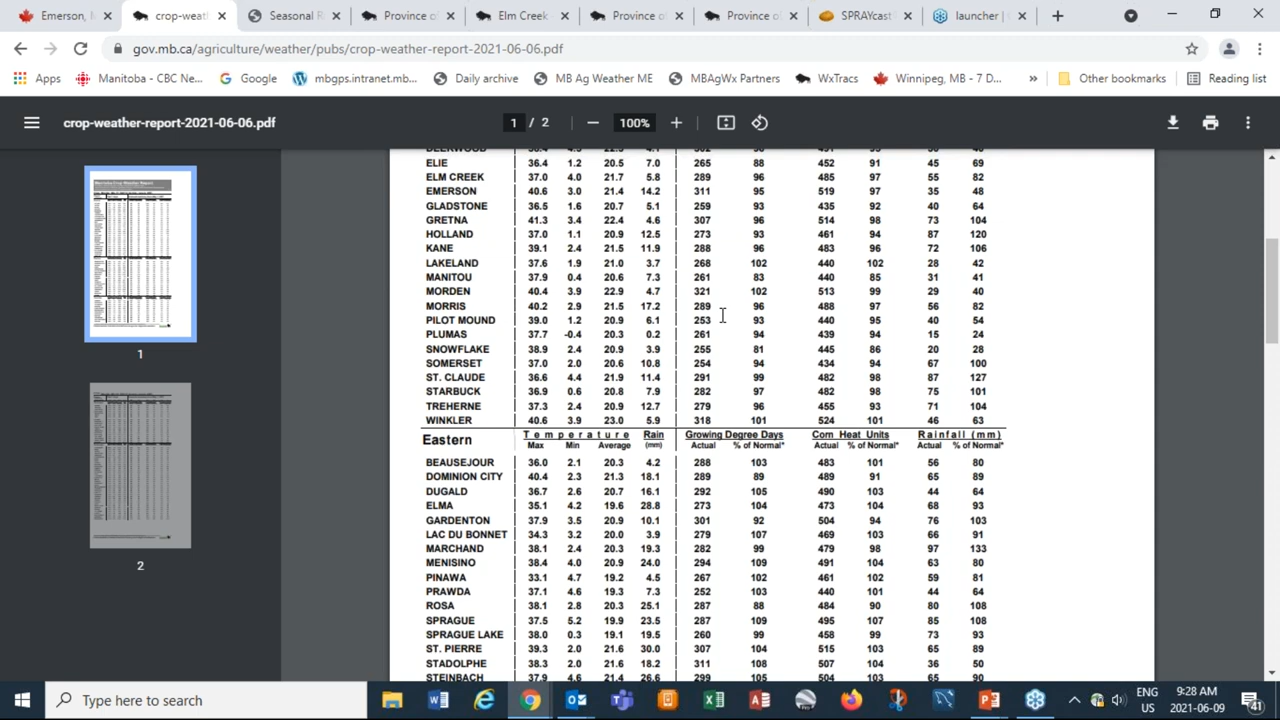 Emerson, M
crop-weath
Seasonal R
Province of
Elm Creek -
Province of
Province of
SPRAYcast
launcher |
gov.mb.ca/agriculture/weather/pubs/crop-weather-report-2021-06-06.pdf
Apps Manitoba - CBC Ne... Google mbgps.intranet.mb... Daily archive MB Ag Weather ME MBAgWx Partners WxTracs Winnipeg, MB - 7 D... » Other bookmarks Reading list
crop-weather-report-2021-06-06.pdf 1 / 2 100%
ELIE 36.4 1.2 20.5 7.0 265 88 452 91 45 69
ELM CREEK 37.0 4.0 21.7 5.8 289 96 485 97 55 82
EMERSON 40.6 3.0 21.4 14.2 311 95 519 97 35 48
GLADSTONE 36.5 1.6 20.7 5.1 259 93 435 92 40 64
GRETNA 41.3 3.4 22.4 4.6 307 96 514 98 73 104
HOLLAND 37.0 1.1 20.9 12.5 273 93 461 94 87 120
KANE 39.1 2.4 21.5 11.9 288 96 483 96 72 106
LAKELAND 37.6 1.9 21.0 3.7 268 102 440 102 28 42
MANITOU 37.9 0.4 20.6 7.3 261 83 440 85 31 41
MORDEN 40.4 3.9 22.9 4.7 321 102 513 99 29 40
MORRIS 40.2 2.9 21.5 17.2 289 96 488 97 56 82
PILOT MOUND 39.0 1.2 20.9 6.1 253 93 440 95 40 54
PLUMAS 37.7 -0.4 20.3 0.2 261 94 439 94 15 24
SNOWFLAKE 38.9 2.4 20.9 3.9 255 81 445 86 20 28
SOMERSET 37.0 2.0 20.6 10.8 254 94 434 94 67 100
ST. CLAUDE 36.6 4.4 21.9 11.4 291 99 482 98 87 127
STARBUCK 36.9 0.6 20.8 7.9 282 97 482 98 75 101
TREHERNE 37.3 2.4 20.9 12.7 279 96 455 93 71 104
WINKLER 40.6 3.9 23.0 5.9 318 101 524 101 46 63
Eastern Temperature Rain Growing Degree Days Corn Heat Units Rainfall (mm)
Max Min Average (mm) Actual % of Normal* Actual % of Normal* Actual % of Normal*
BEAUSEJOUR 36.0 2.1 20.3 4.2 288 103 483 101 56 80
DOMINION CITY 40.4 2.3 21.3 18.1 289 89 489 91 65 89
DUGALD 36.7 2.6 20.7 16.1 292 105 490 103 44 64
ELMA 35.1 4.2 19.6 28.8 273 104 473 104 68 93
GARDENTON 37.9 3.5 20.9 10.1 301 92 504 94 76 103
LAC DU BONNET 34.3 3.2 20.0 3.9 279 107 469 103 66 91
MARCHAND 38.1 2.4 20.3 19.3 282 99 479 98 97 133
MENISINO 38.4 4.0 20.9 24.0 294 109 491 104 63 80
PINAWA 33.1 4.7 19.2 4.5 267 102 461 102 59 81
PRAWDA 37.1 4.6 19.3 7.3 252 103 440 101 44 64
ROSA 38.1 2.8 20.3 25.1 287 88 484 90 80 108
SPRAGUE 37.5 5.2 19.9 23.5 287 109 495 107 85 108
SPRAGUE LAKE 38.0 0.3 19.1 19.5 260 99 458 99 73 93
ST. PIERRE 39.3 2.0 21.6 30.0 307 104 515 103 65 89
STADOLPHE 38.3 2.0 21.6 18.2 311 108 507 104 36 50
STEINBACH 37.9 4.6 21.4 26.6 299 105 504 103 65 90
1
2
Type here to search
ENG
US
9:28 AM
2021-06-09
41